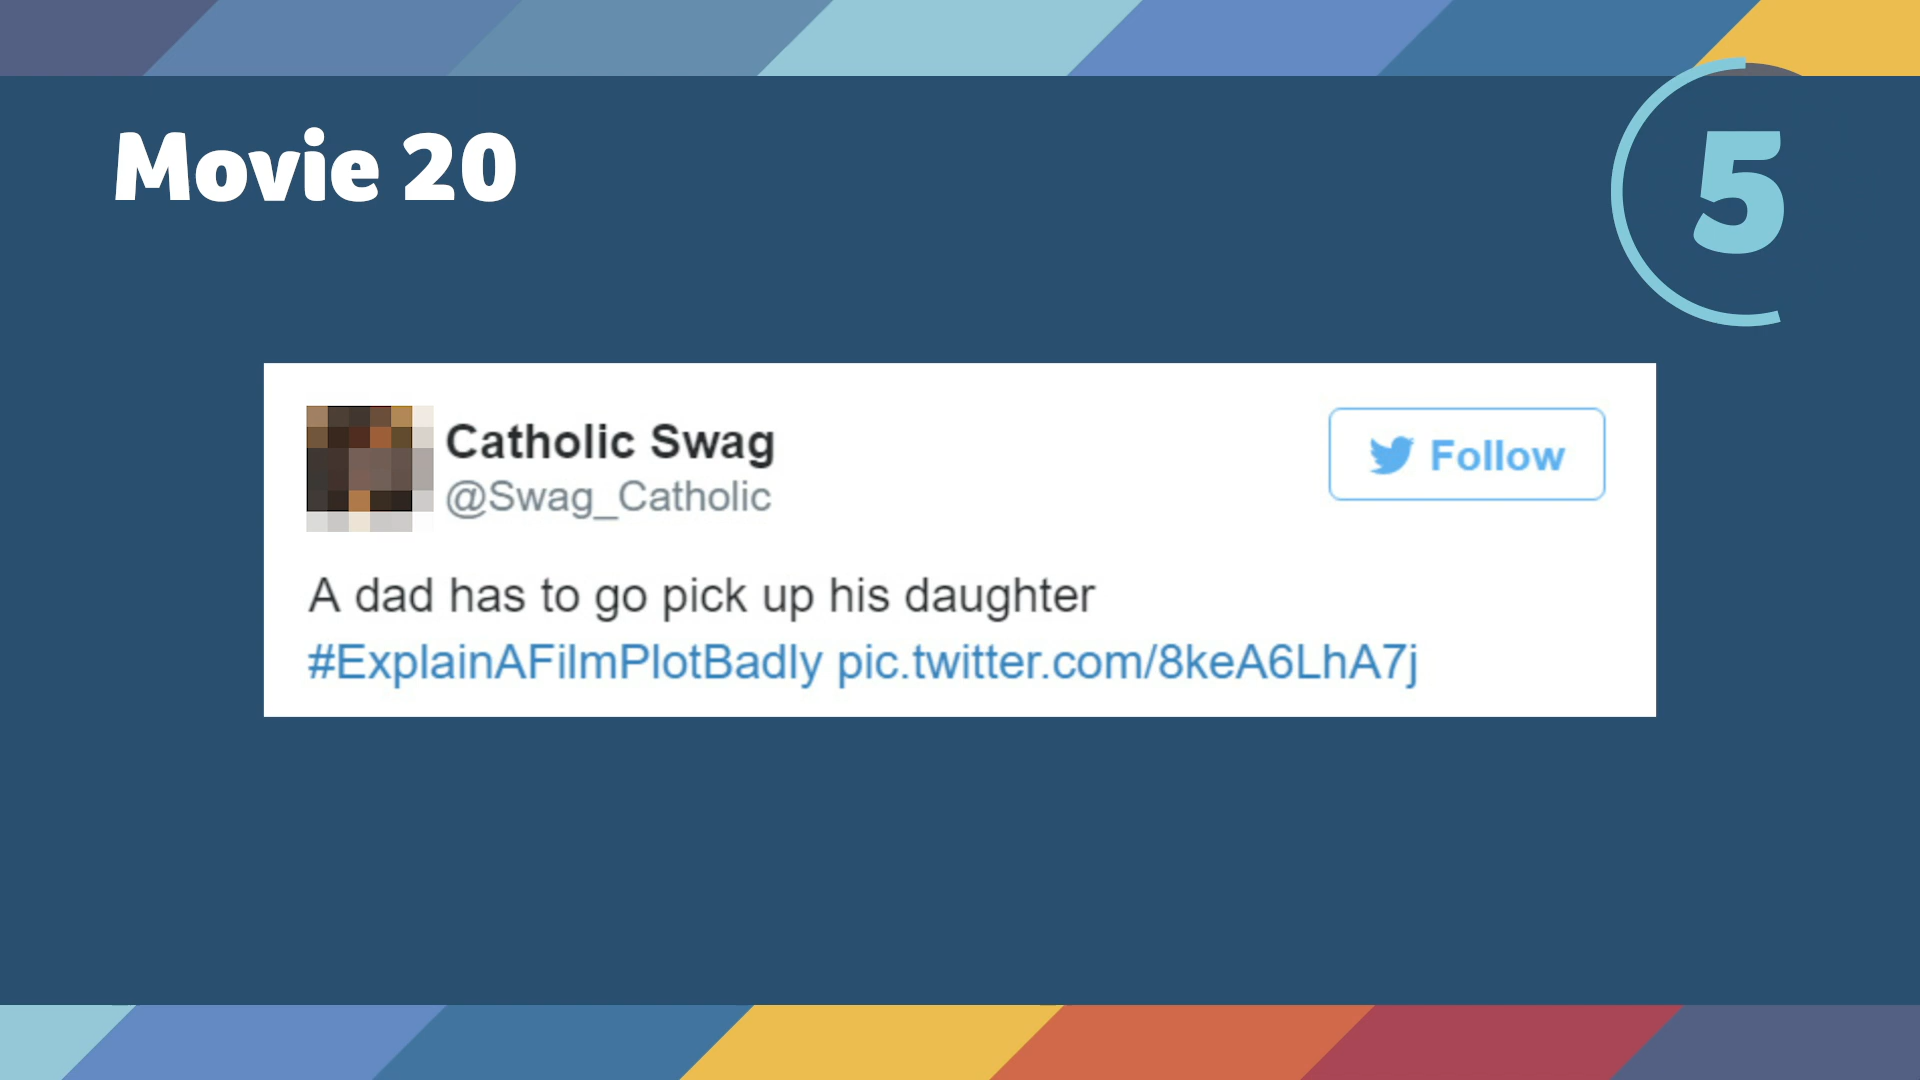 Movie 20
5
Catholic Swag
@Swag_Catholic
Follow
A dad has to go pick up his daughter
#ExplainAFilmPlotBadly pic.twitter.com/8keA6LhA7j